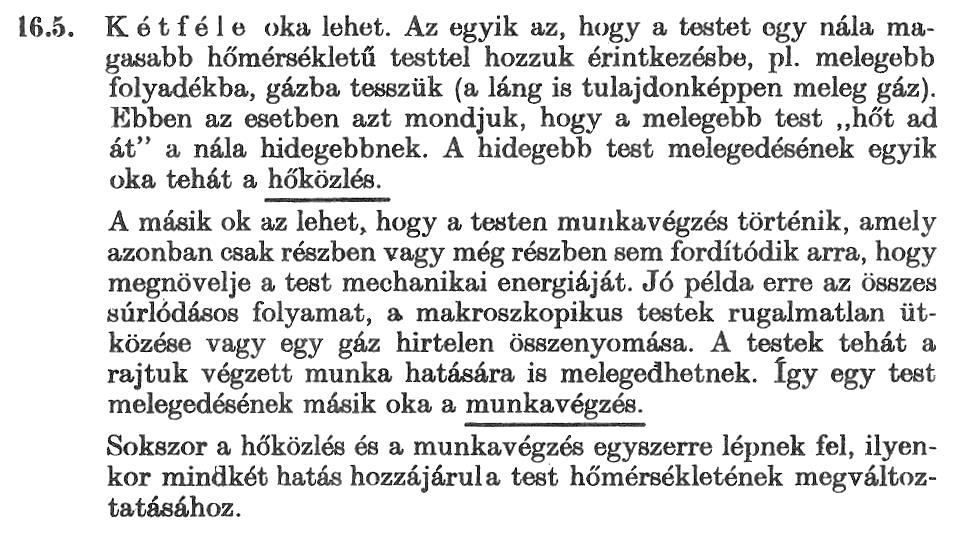 16.5. Kétféle oka lehet. Az egyik az, hogy a testet egy nála ma-
gasabb hőmérsékletű testtel hozzuk érintkezésbe, pl. melegebb
folyadékba, gázba tesszük (a láng is tulajdonképpen meleg gáz).
Ebben az esetben azt mondjuk, hogy a melegebb test ,,hőt ad
át” a nála hidegebbnek. A hidegebb test melegedésének egyik
oka tehát a hőközlés.
A másik ok az lehet, hogy a testen munkavégzés történik, amely
azonban csak részben vagy még részben sem fordítódik arra, hogy
megnövelje a test mechanikai energiáját. Jó példa erre az összes
súrlódásos folyamat, a makroszkopikus testek rugalmatlan üt-
közése vagy egy gáz hirtelen összenyomása. A testek tehát a
rajtuk végzett munka hatására is melegedhetnek. Így egy test
melegedésének másik oka a munkavégzés.
Sokszor a hőközlés és a munkavégzés egyszerre lépnek fel, ilyen-
kor mindkét hatás hozzájárul a test hőmérsékletének megváltoz-
tatásához.